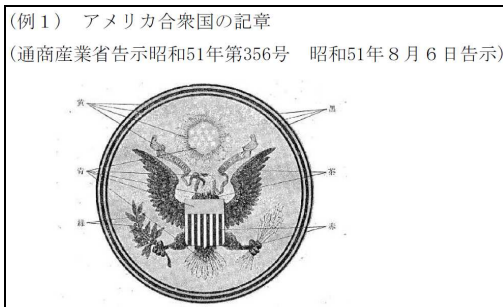 (例１)　アメリカ合衆国の記章
(通商産業省告示昭和51年第356号　昭和51年８月６日告示)
黄
黒
青
茶
緑
赤